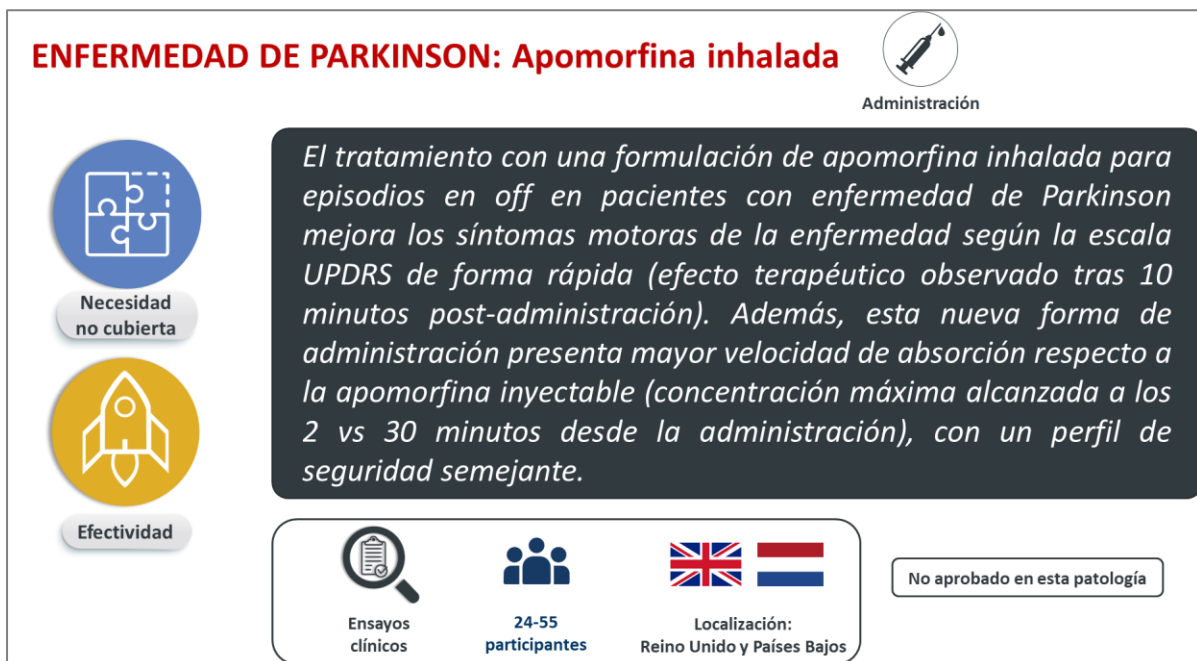 ENFERMEDAD DE PARKINSON: Apomorfina inhalada
Administración
El tratamiento con una formulación de apomorfina inhalada para
episodios en off en pacientes con enfermedad de Parkinson
mejora los síntomas motoras de la enfermedad según la escala
UPDRS de forma rápida (efecto terapéutico observado tras 10
minutos post-administración). Además, esta nueva forma de
administración presenta mayor velocidad de absorción respecto a
la apomorfina inyectable (concentración máxima alcanzada a los
2 vs 30 minutos desde la administración), con un perfil de
seguridad semejante.
Necesidad
no cubierta
Efectividad
Ensayos
clínicos
24-55
participantes
Localización:
Reino Unido y Países Bajos
No aprobado en esta patología